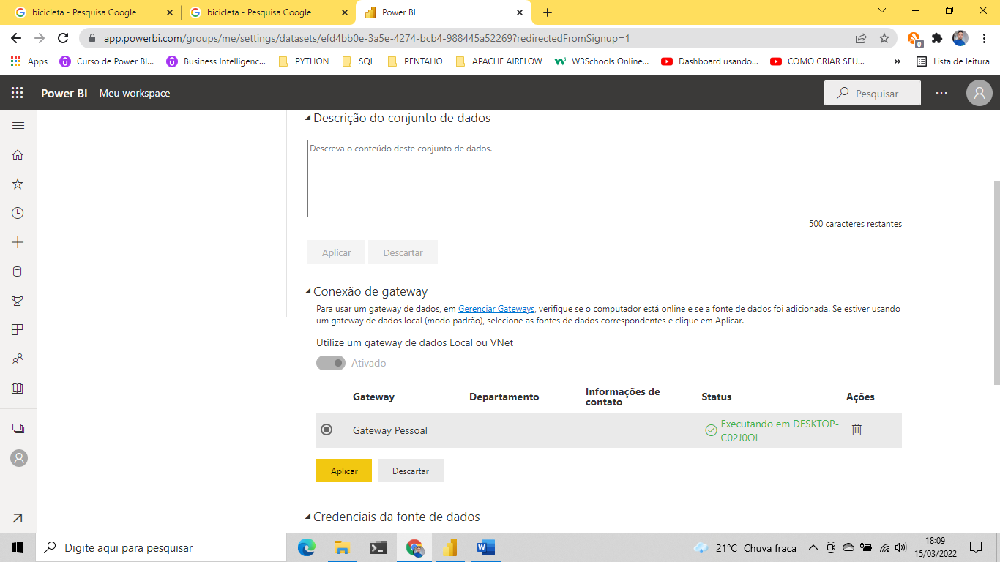 bicicleta - Pesquisa Google
bicicleta - Pesquisa Google
Power BI
app.powerbi.com/groups/me/settings/datasets/efd4bb0e-3a5e-4274-bcb4-988445a52269?redirectedFromSignup=1
0
Apps
Curso de Power BI...
Business Intelligenc...
PYTHON
SQL
PENTAHO
APACHE AIRFLOW
W3Schools Online...
Dashboard usando...
COMO CRIAR SEU...
»
Lista de leitura
Power BI
Meu workspace
Pesquisar
Descrição do conjunto de dados
Descreva o conteúdo deste conjunto de dados.
500 caracteres restantes
Aplicar
Descartar
Conexão de gateway
Para usar um gateway de dados, em Gerenciar Gateways, verifique se o computador está online e se a fonte de dados foi adicionada. Se estiver usando
um gateway de dados local (modo padrão), selecione as fontes de dados correspondentes e clique em Aplicar.
Utilize um gateway de dados Local ou VNet
Ativado
Gateway
Departamento
Informações de
contato
Status
Ações
Gateway Pessoal
Executando em DESKTOP-
C02J0OL
Aplicar
Descartar
Credenciais da fonte de dados
Digite aqui para pesquisar
21°C Chuva fraca
18:09
15/03/2022